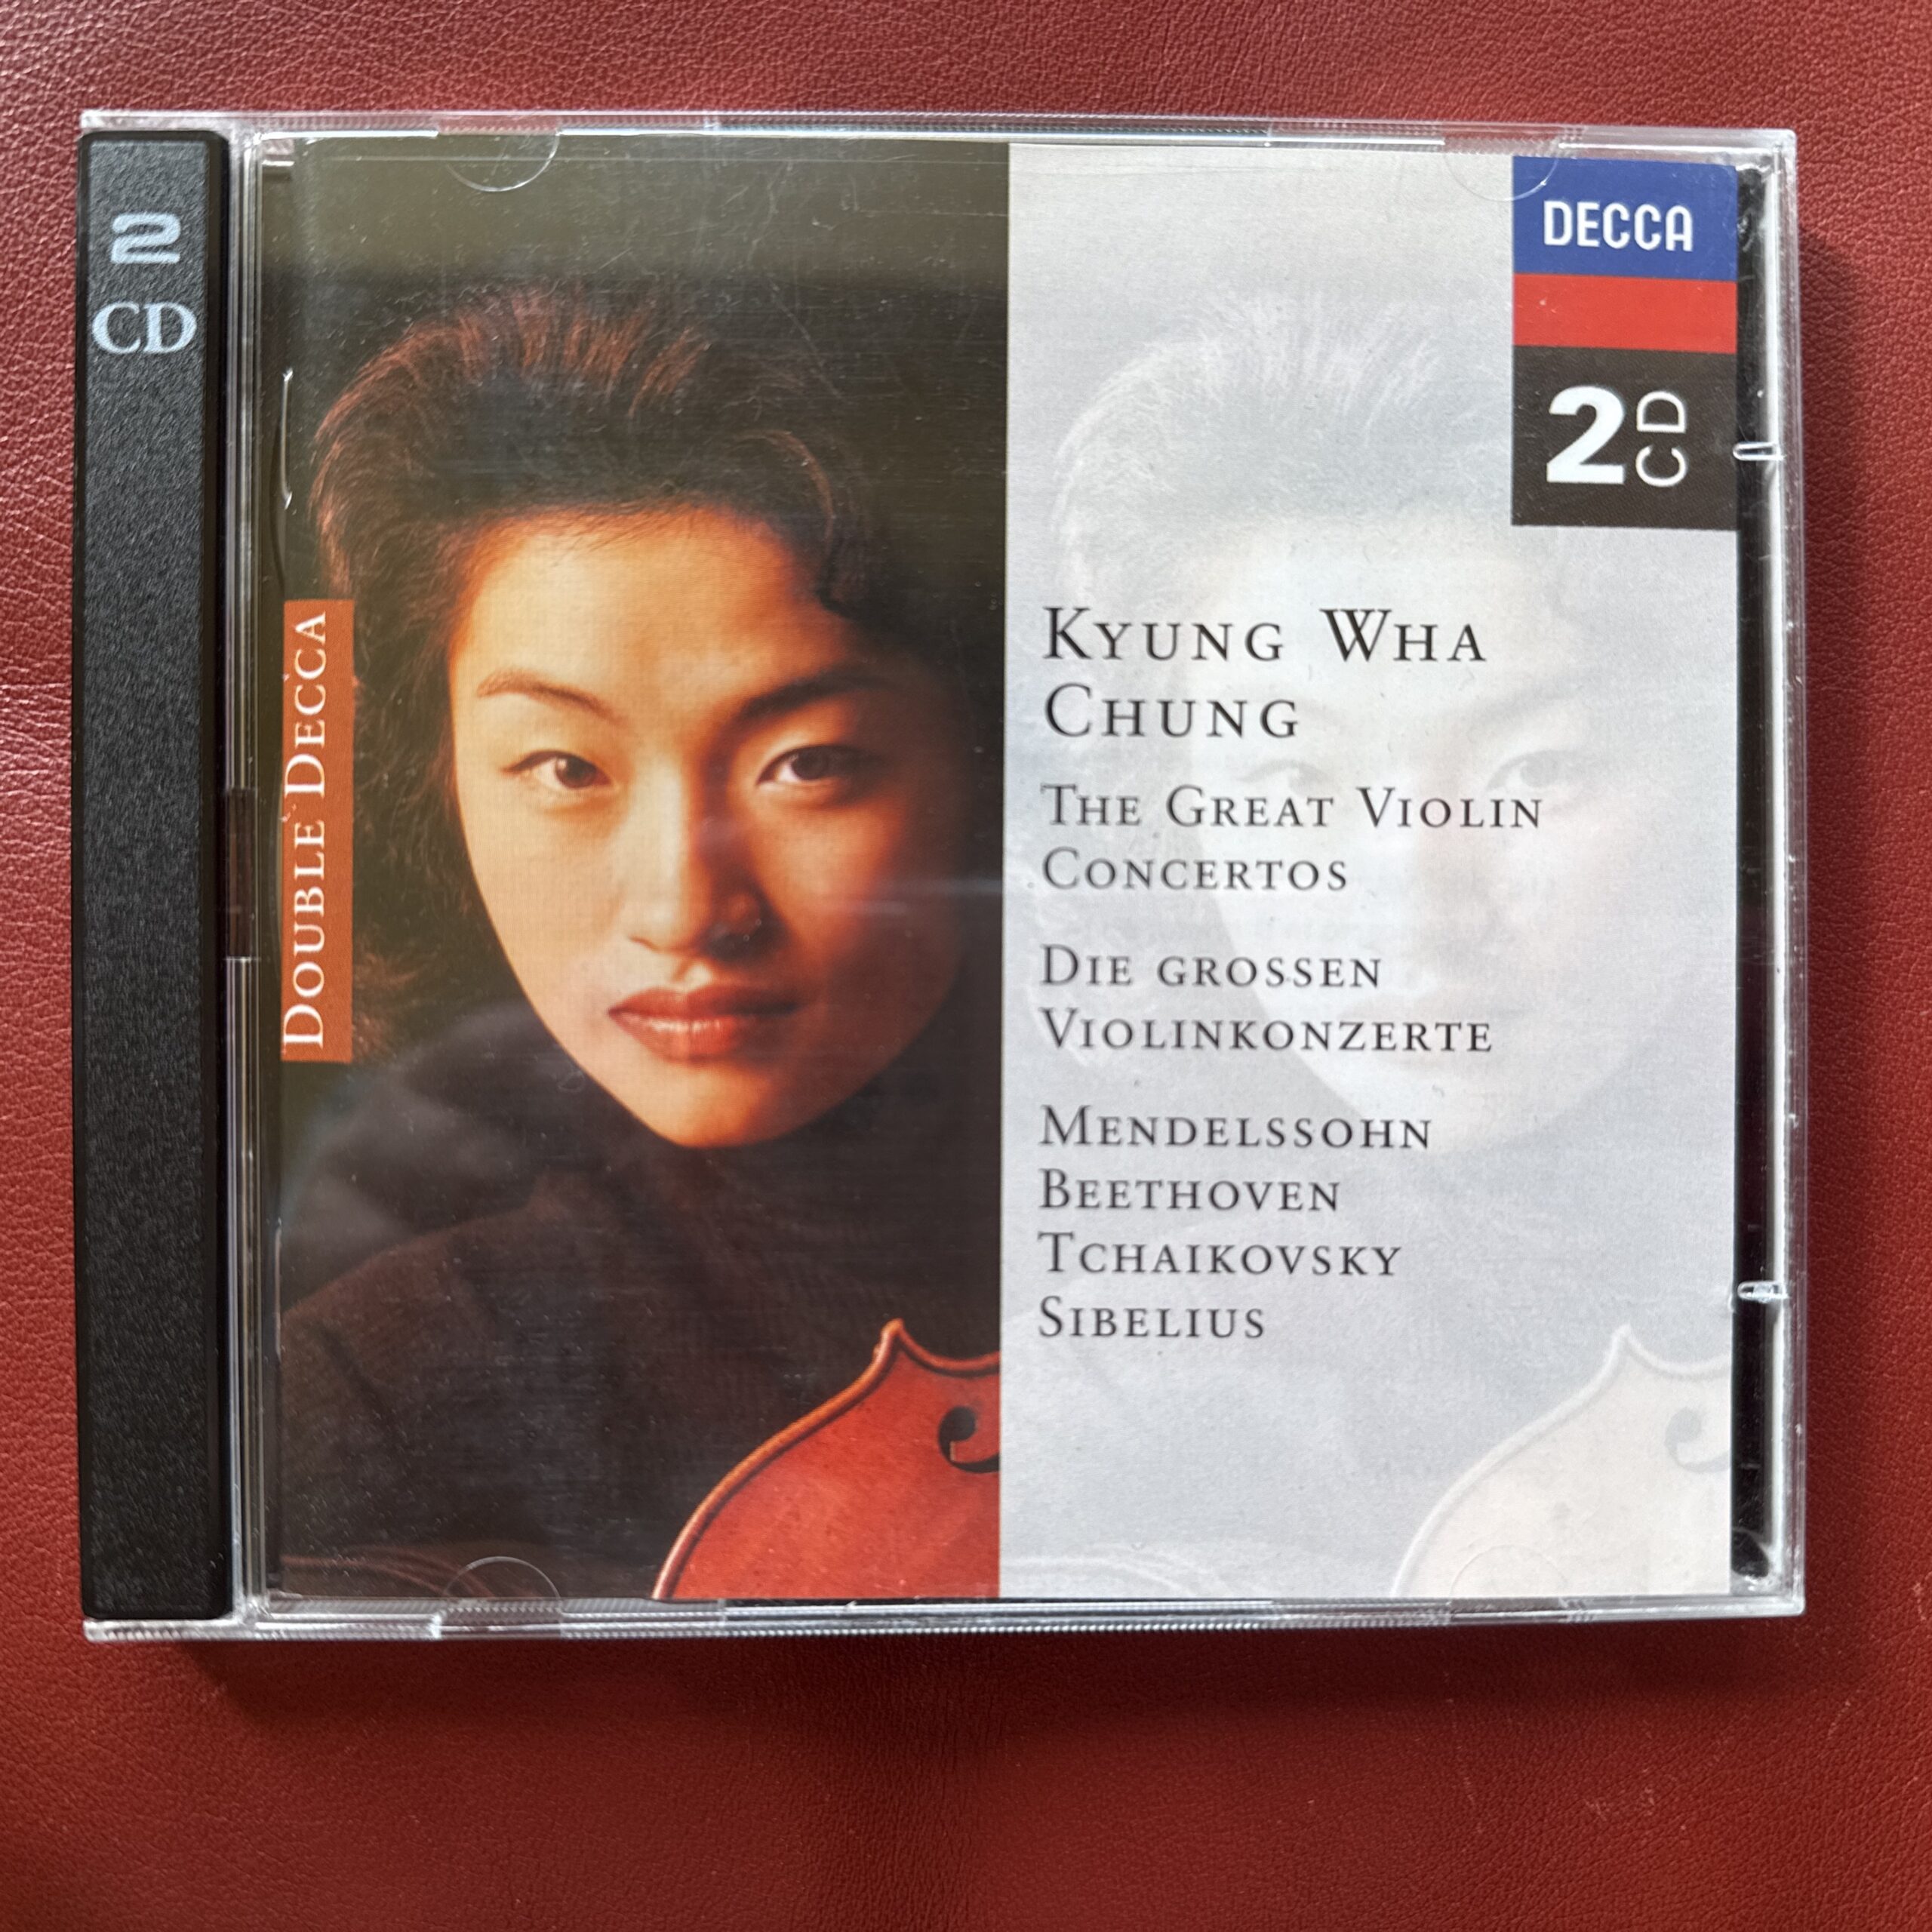 2
CD
DOUBLE DECCA
DECCA
2 CD
KYUNG WHA
CHUNG
THE GREAT VIOLIN
CONCERTOS
DIE GROSSEN
VIOLINKONZERTE
MENDELSSOHN
BEETHOVEN
TCHAIKOVSKY
SIBELIUS